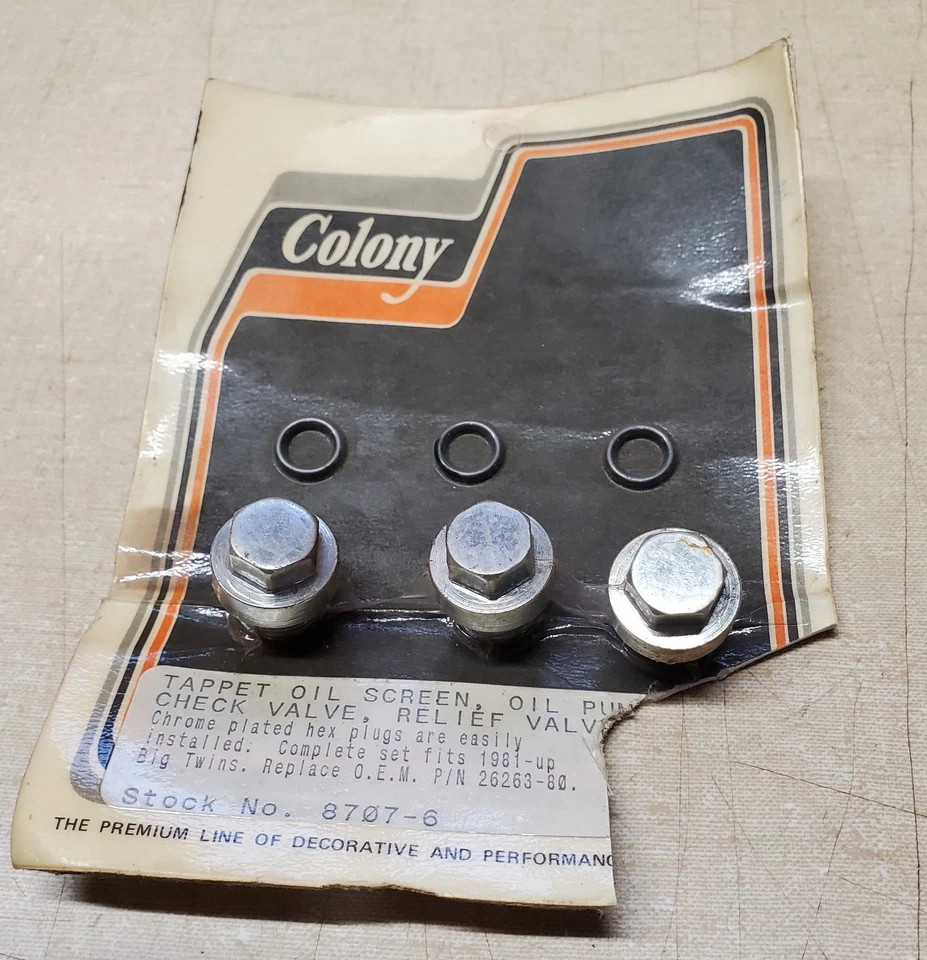 Colony
TAPPET OIL SCREEN, OIL PUM
CHECK VALVE, RELIEF VALV
Chrome plated hex plugs are easily
installed. Complete set fits 1981-up
Big Twins. Replace O.E.M. P/N 26263-80.
Stock No. 8707-6
THE PREMIUM LINE OF DECORATIVE AND PERFORMANC